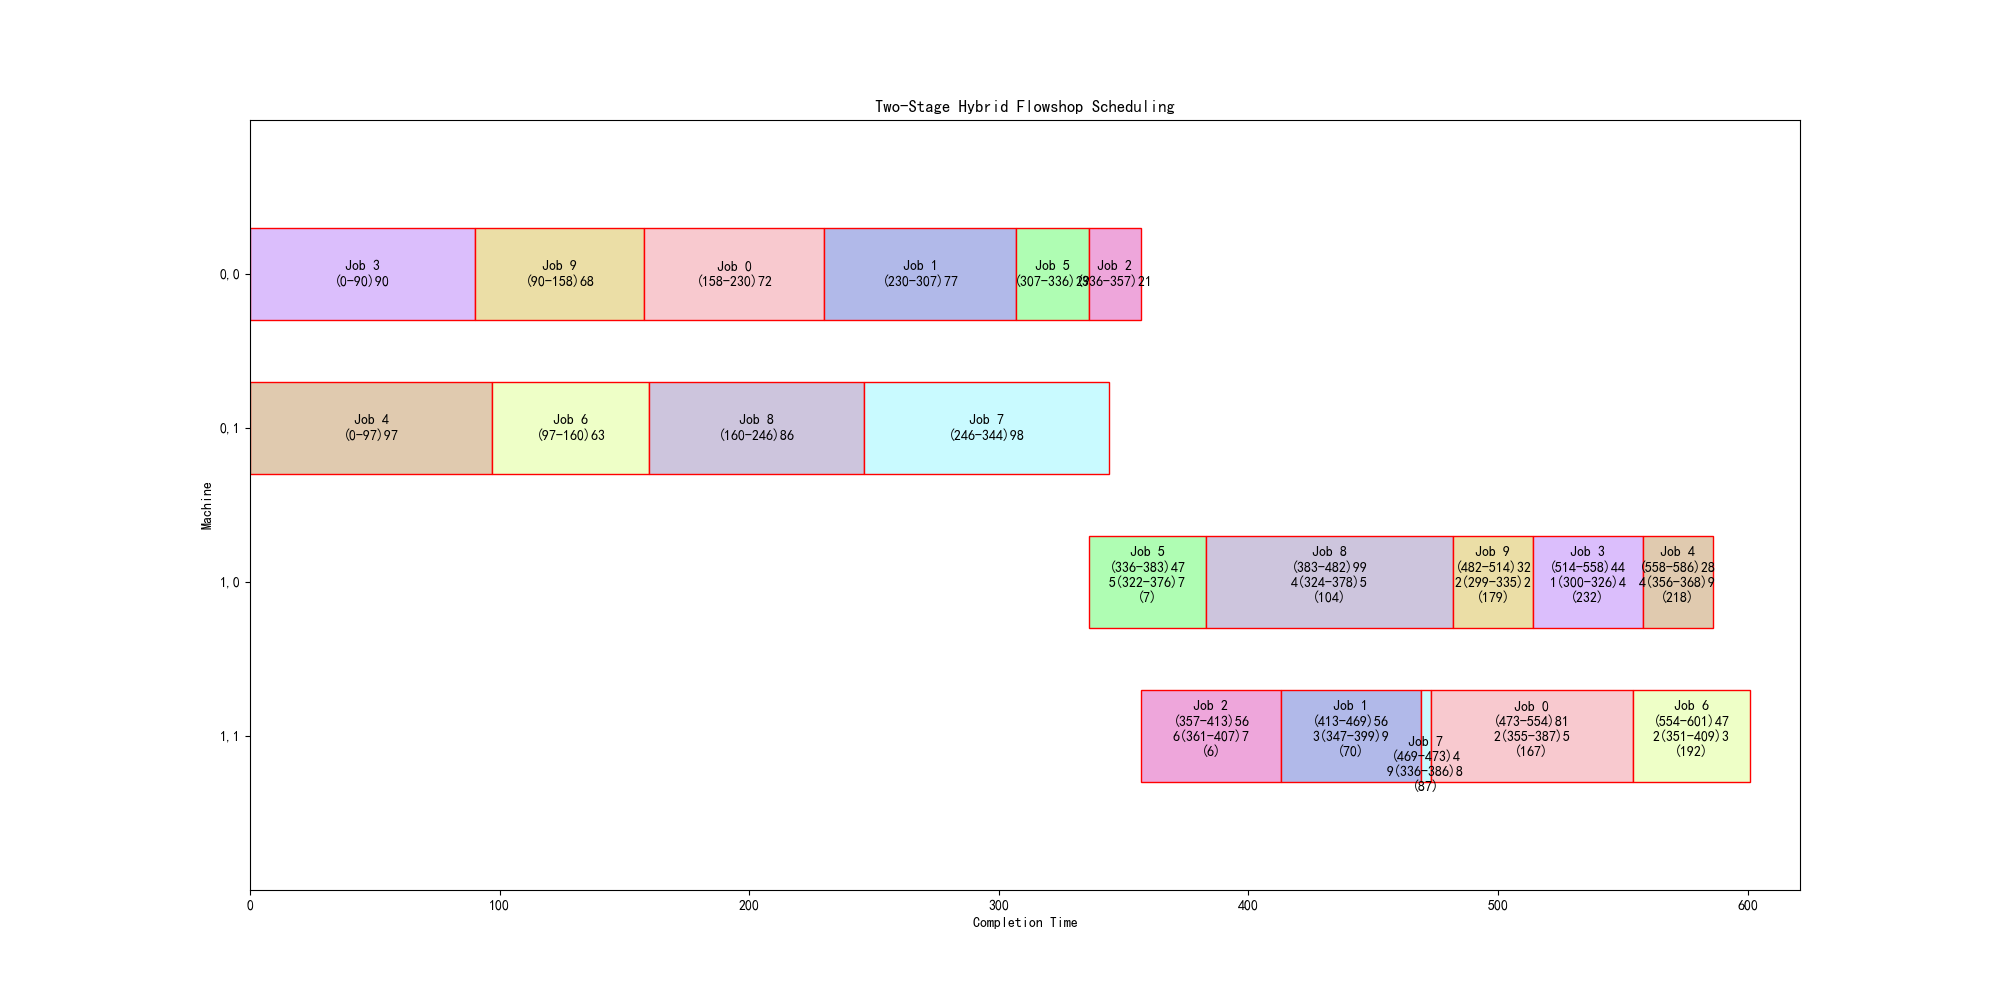 Two-Stage Hybrid Flowshop Scheduling
0,0
Job 3
(0-90)90
Job 9
(90-158)68
Job 0
(158-230)72
Job 1
(230-307)77
Job 5
(307-336)29
Job 2
(336-357)21
0,1
Job 4
(0-97)97
Job 6
(97-160)63
Job 8
(160-246)86
Job 7
(246-344)98
Machine
1,0
Job 5
(336-383)47
5(322-376)7
(7)
Job 8
(383-482)99
4(324-378)5
(104)
Job 9
(482-514)32
2(299-335)2
(179)
Job 3
(514-558)44
1(300-326)4
(232)
Job 4
(558-586)28
4(356-368)9
(218)
1,1
Job 2
(357-413)56
6(361-407)7
(6)
Job 1
(413-469)56
3(347-399)9
(70)
Job 7
(469-473)4
9(336-386)8
(87)
Job 0
(473-554)81
2(355-387)5
(167)
Job 6
(554-601)47
2(351-409)3
(192)
0
100
200
300
400
500
600
Completion Time